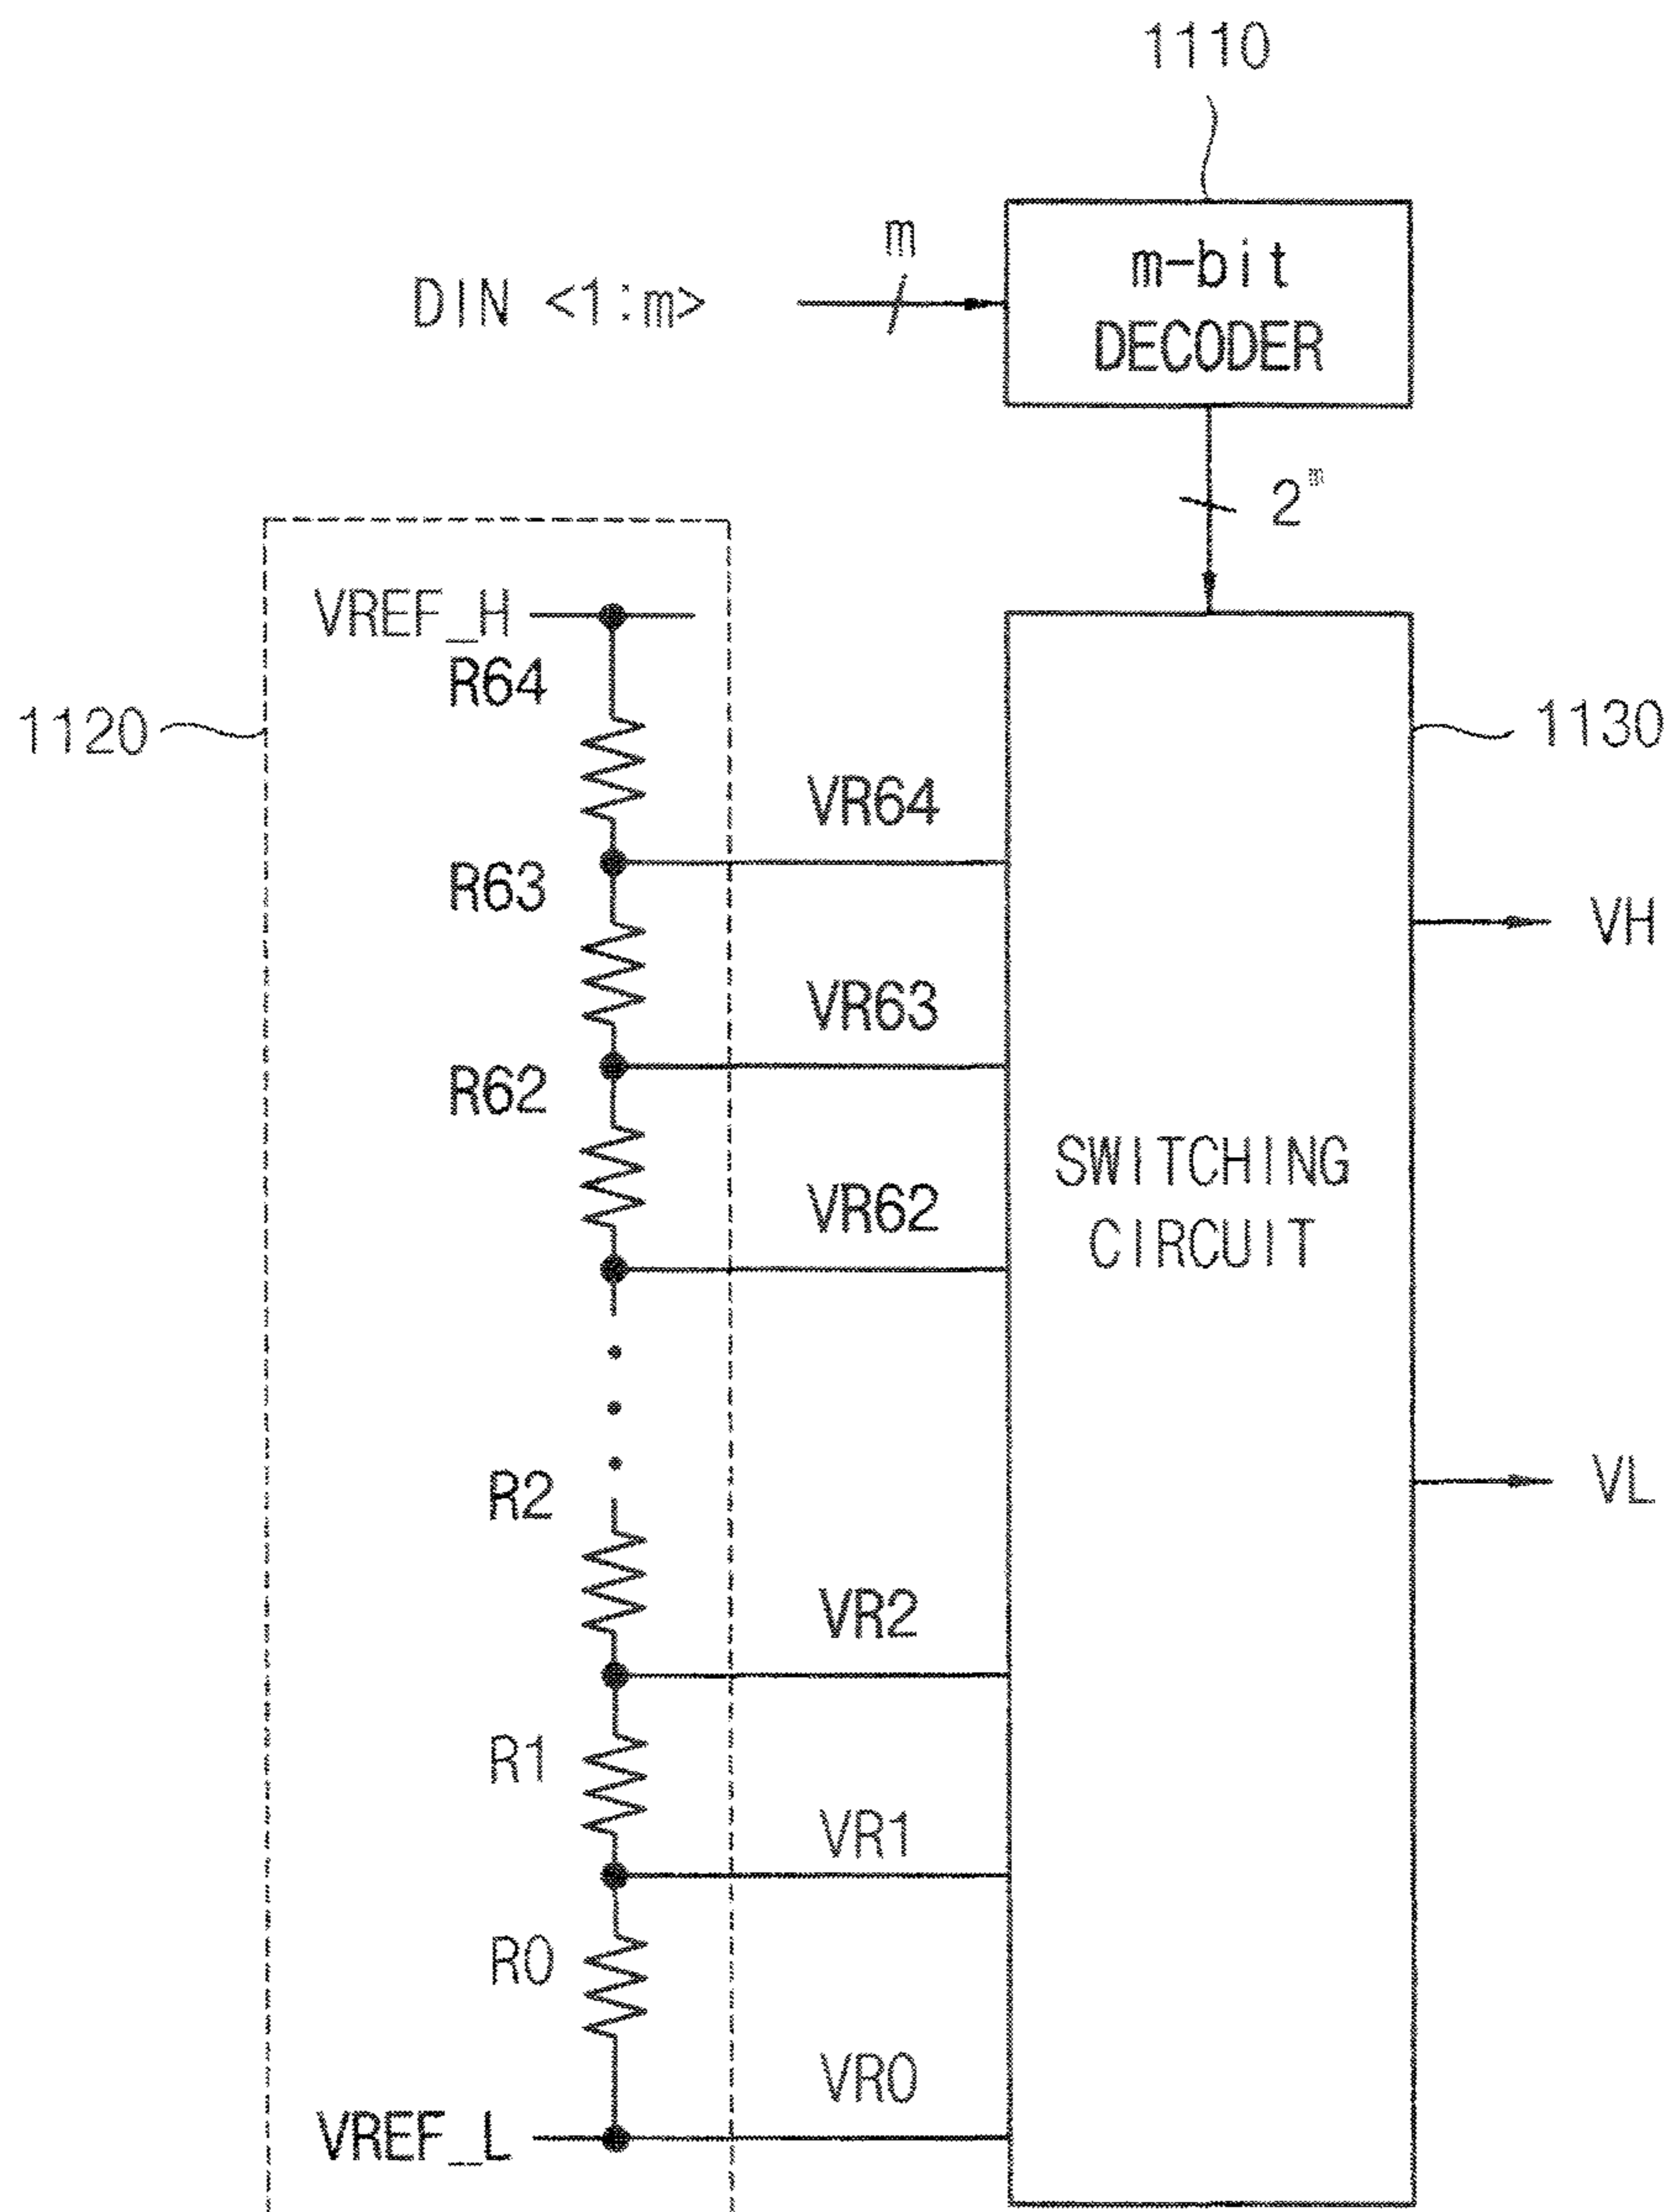 1110
m
DIN <1:m>
m-bit
DECODER
2^m
VREF_H
R64
1120
1130
VR64
R63
VH
VR63
R62
SWITCHING
VR62
CIRCUIT
R2
VL
VR2
R1
VR1
R0
VR0
VREF_L